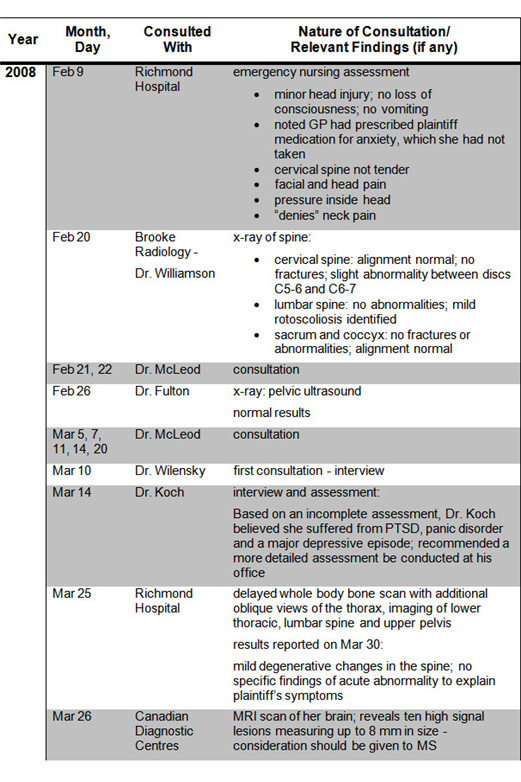 Year Month, Day Consulted With Nature of Consultation/ Relevant Findings (if any)
2008 Feb 9 Richmond Hospital emergency nursing assessment
• minor head injury; no loss of
consciousness; no vomiting
• noted GP had prescribed plaintiff
medication for anxiety, which she had not
taken
• cervical spine not tender
• facial and head pain
• pressure inside head
• “denies” neck pain
Feb 20 Brooke Radiology - Dr. Williamson x-ray of spine:
• cervical spine: alignment normal; no
fractures; slight abnormality between discs
C5-6 and C6-7
• lumbar spine: no abnormalities; mild
rotoscoliosis identified
• sacrum and coccyx: no fractures or
abnormalities; alignment normal
Feb 21, 22 Dr. McLeod consultation
Feb 26 Dr. Fulton x-ray: pelvic ultrasound
normal results
Mar 5, 7, 11, 14, 20 Dr. McLeod consultation
Mar 10 Dr. Wilensky first consultation - interview
Mar 14 Dr. Koch interview and assessment:
Based on an incomplete assessment, Dr. Koch
believed she suffered from PTSD, panic disorder
and a major depressive episode; recommended a
more detailed assessment be conducted at his
office
Mar 25 Richmond Hospital delayed whole body bone scan with additional
oblique views of the thorax, imaging of lower
thoracic, lumbar spine and upper pelvis
results reported on Mar 30:
mild degenerative changes in the spine; no
specific findings of acute abnormality to explain
plaintiff’s symptoms
Mar 26 Canadian Diagnostic Centres MRI scan of her brain; reveals ten high signal
lesions measuring up to 8 mm in size -
consideration should be given to MS